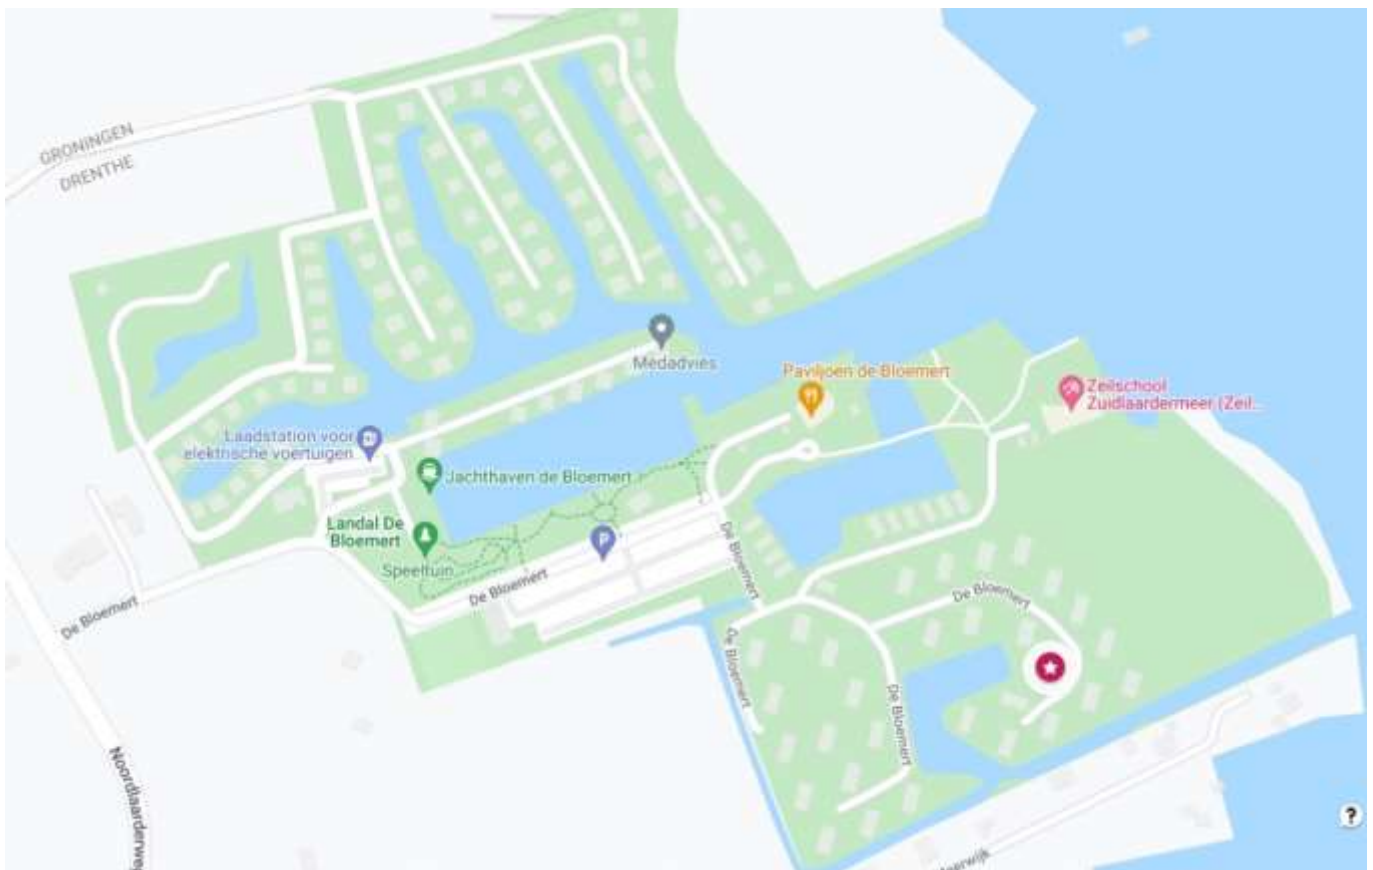 GRONINGEN
DRENTHE
Medadvies
Paviljoen de Bloemert
Zeilschool
Zuidlaardermeer (Zeil...
Laadstation voor
elektrische voertuigen
Jachthaven de Bloemert
Landal De
Bloemert
P
Speeltuin
De Bloemert
De Bloemert
De Bloemert
De Bloemert
De Bloemert
De Bloemert
Noordlaarderwe
?